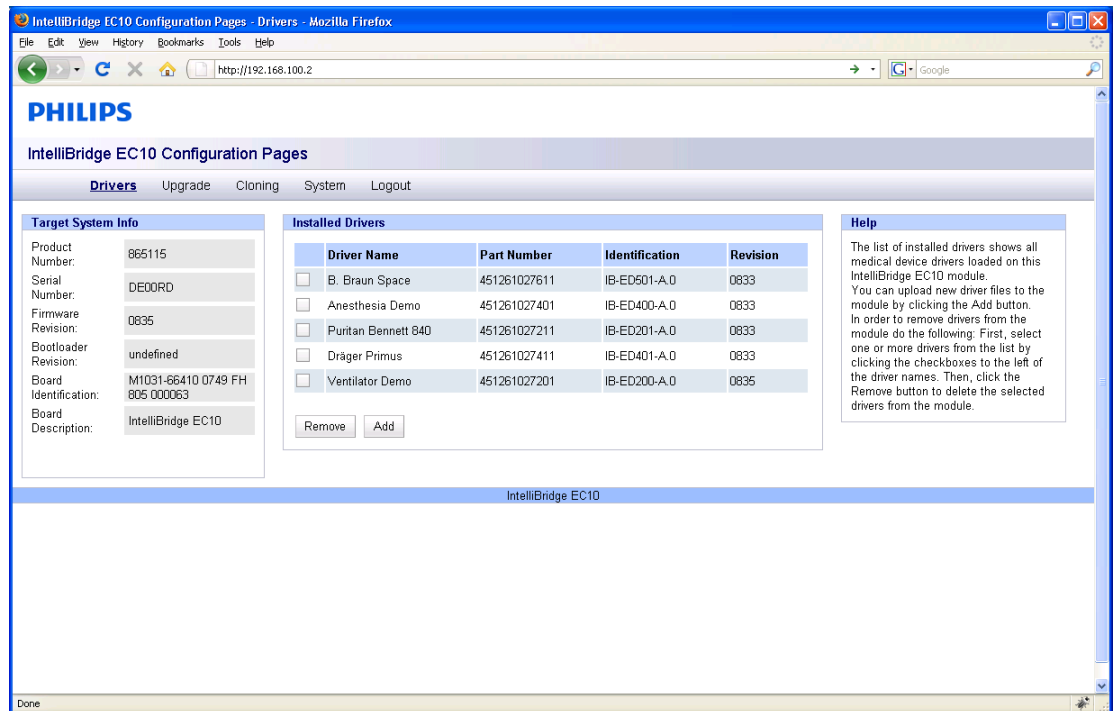 IntelliBridge EC10 Configuration Pages - Drivers - Mozilla Firefox
File Edit View History Bookmarks Tools Help
http://192.168.100.2
G Google
PHILIPS
IntelliBridge EC10 Configuration Pages
Drivers Upgrade Cloning System Logout
Target System Info
Product
Number:
865115
Serial
Number:
DE00RD
Firmware
Revision:
0835
Bootloader
Revision:
undefined
Board
Identification:
M1031-66410 0749 FH
805 000063
Board
Description:
IntelliBridge EC10
Installed Drivers
Driver Name Part Number Identification Revision
B. Braun Space 451261027611 IB-ED501-A.0 0833
Anesthesia Demo 451261027401 IB-ED400-A.0 0833
Puritan Bennett 840 451261027211 IB-ED201-A.0 0833
Dräger Primus 451261027411 IB-ED401-A.0 0833
Ventilator Demo 451261027201 IB-ED200-A.0 0835
Remove Add
Help
The list of installed drivers shows all
medical device drivers loaded on this
IntelliBridge EC10 module.
You can upload new driver files to the
module by clicking the Add button.
In order to remove drivers from the
module do the following: First, select
one or more drivers from the list by
clicking the checkboxes to the left of
the driver names. Then, click the
Remove button to delete the selected
drivers from the module.
IntelliBridge EC10
Done